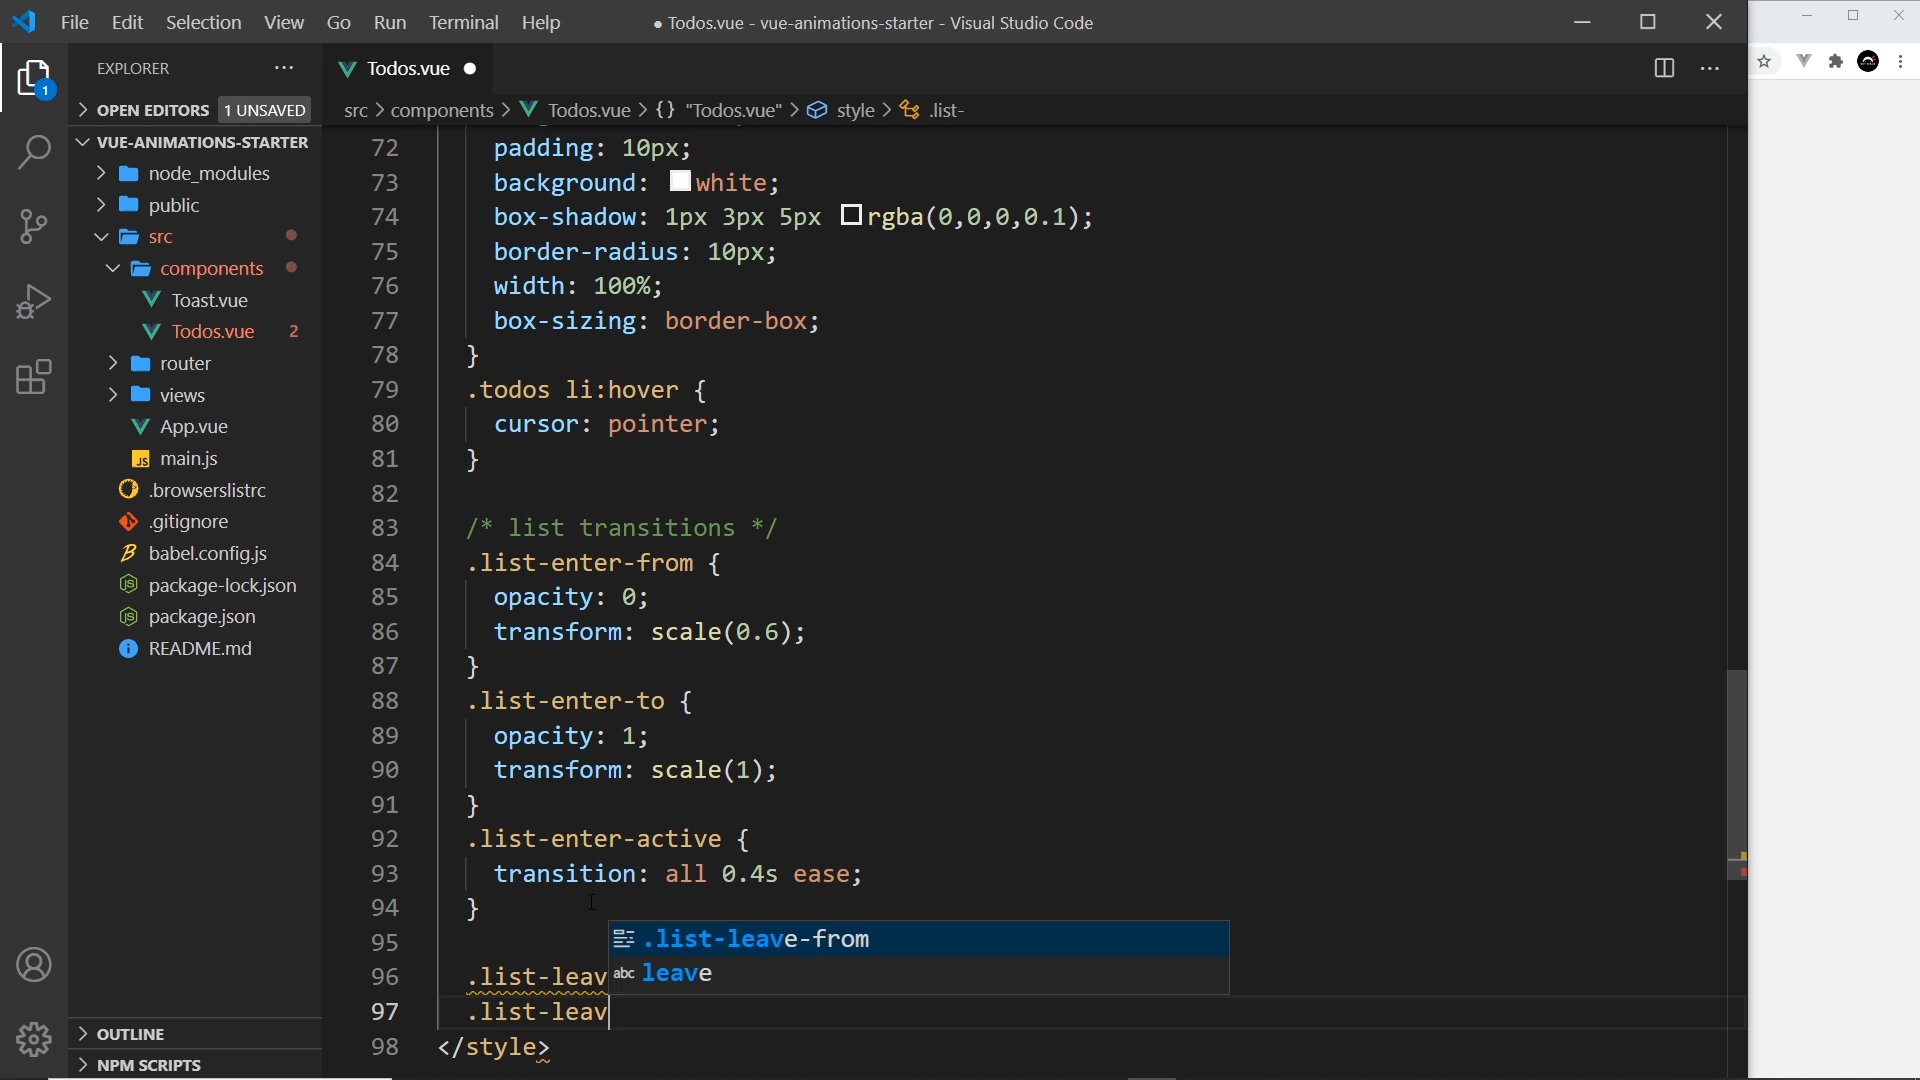 File Edit Selection View Go Run Terminal Help
● Todos.vue - vue-animations-starter - Visual Studio Code
EXPLORER ···
Todos.vue ●
OPEN EDITORS 1 UNSAVED
src > components > Todos.vue > {} "Todos.vue" > style > .list-
VUE-ANIMATIONS-STARTER
node_modules
public
src
components
Toast.vue
Todos.vue 2
router
views
App.vue
JS main.js
.browserslistrc
.gitignore
babel.config.js
package-lock.json
package.json
README.md
OUTLINE
NPM SCRIPTS
1
72 padding: 10px;
73 background: white;
74 box-shadow: 1px 3px 5px rgba(0,0,0,0.1);
75 border-radius: 10px;
76 width: 100%;
77 box-sizing: border-box;
78 }
79 .todos li:hover {
80 cursor: pointer;
81 }
82
83 /* list transitions */
84 .list-enter-from {
85 opacity: 0;
86 transform: scale(0.6);
87 }
88 .list-enter-to {
89 opacity: 1;
90 transform: scale(1);
91 }
92 .list-enter-active {
93 transition: all 0.4s ease;
94 }
95
96 .list-leav
97 .list-leav
98 </style>
.list-leave-from
abc leave